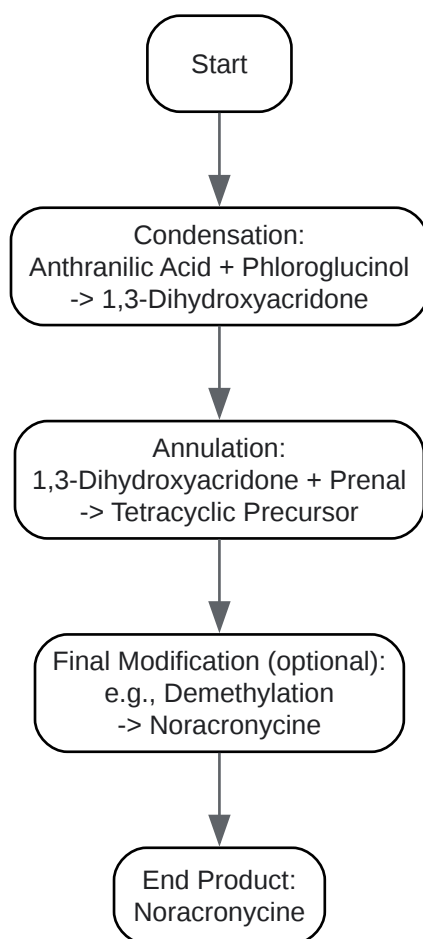 Start
Condensation:
Anthranilic Acid + Phloroglucinol
-> 1,3-Dihydroxyacridone
Annulation:
1,3-Dihydroxyacridone + Prenal
-> Tetracyclic Precursor
Final Modification (optional):
e.g., Demethylation
-> Noracronycine
End Product:
Noracronycine